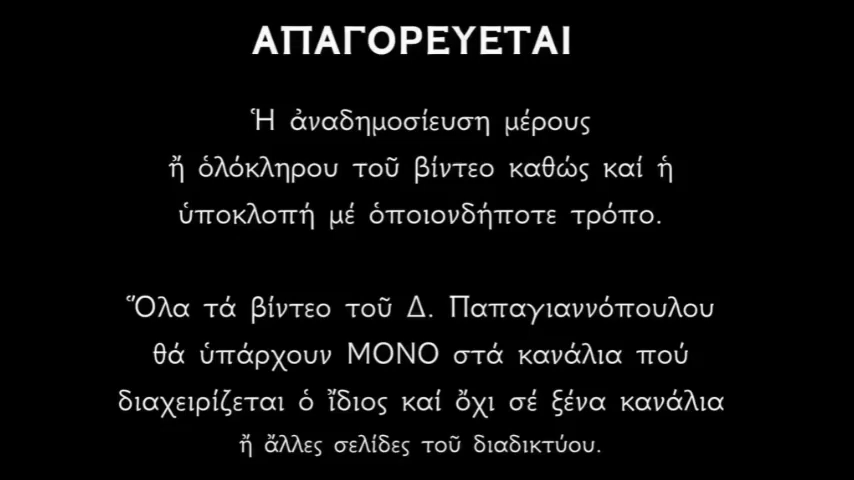 ΑΠΑΓΟΡΕΥΕΤΑΙ
Ἡ ἀναδημοσίευση μέρους
ἤ ὁλόκληρου τοῦ βίντεο καθώς καί ἡ
ὑποκλοπή μέ ὁποιονδήποτε τρόπο.
Ὅλα τά βίντεο τοῦ Δ. Παπαγιαννόπουλου
θά ὑπάρχουν ΜΟΝΟ στά κανάλια πού
διαχειρίζεται ὁ ἴδιος καί ὄχι σέ ξένα κανάλια
ἤ ἄλλες σελίδες τοῦ διαδικτύου.